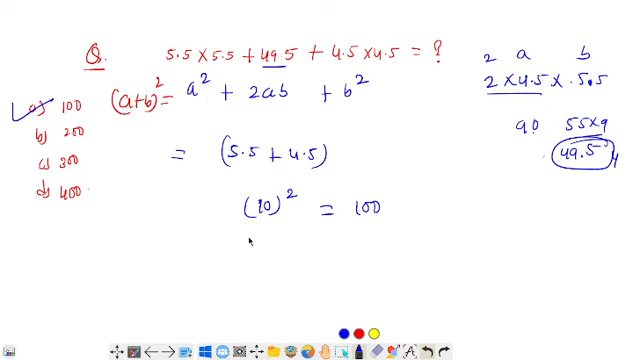 Q. 5.5 × 5.5 + 49.5 + 4.5 × 4.5 = ?
(a+b)² = a² + 2ab + b²
a) 100
b) 200
c) 300
d) 400
= (5.5 + 4.5)
(10)² = 100
2 a b
2 × 4.5 × 5.5
55 × 9
49.5